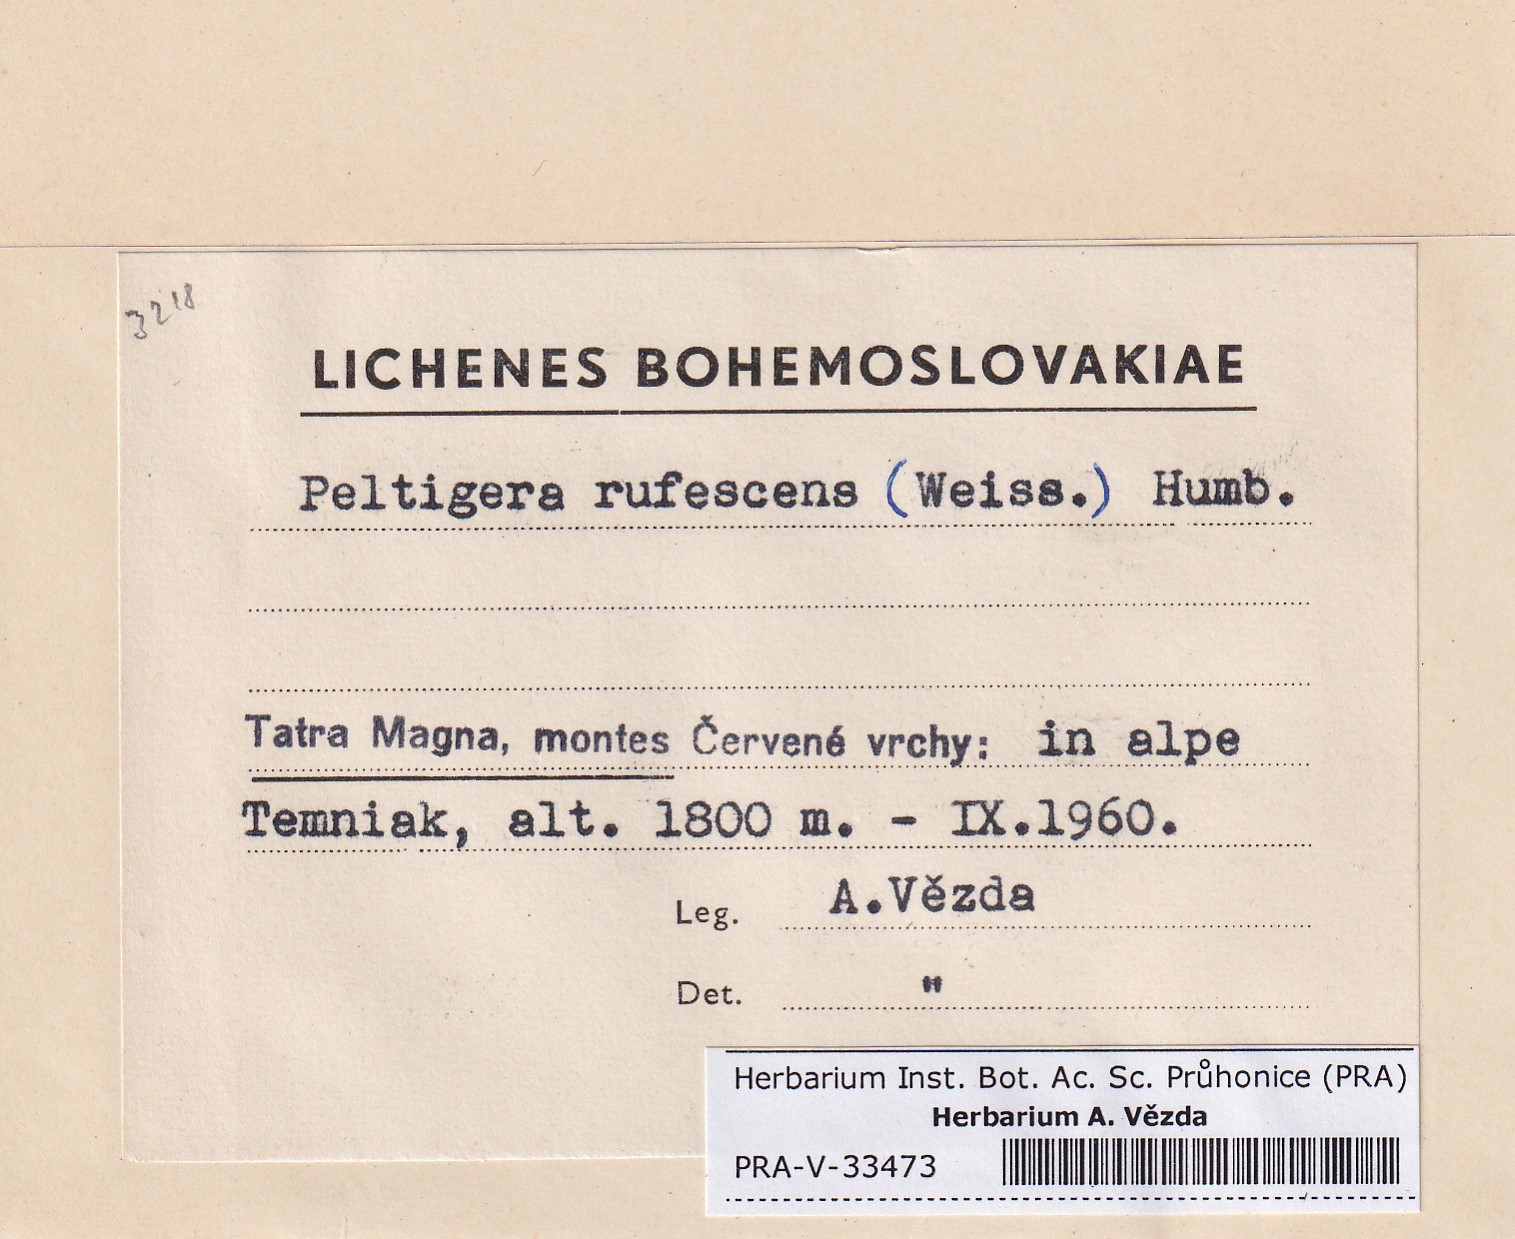 3218
LICHENES BOHEMOSLOVAKIAE
Peltigera rufescens (Weiss.) Humb.
Tatra Magna, montes Červené vrchy: in alpe
Temniak, alt. 1800 m. - IX.1960.
Leg. A.Vězda
Det. "
Herbarium Inst. Bot. Ac. Sc. Průhonice (PRA)
Herbarium A. Vězda
PRA-V-33473